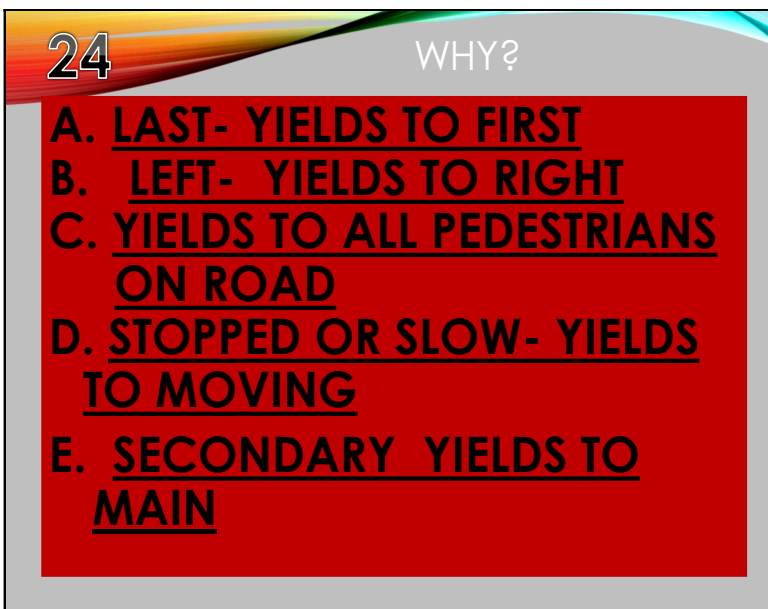 24
WHY?
A. LAST- YIELDS TO FIRST
B. LEFT- YIELDS TO RIGHT
C. YIELDS TO ALL PEDESTRIANS
ON ROAD
D. STOPPED OR SLOW- YIELDS
TO MOVING
E. SECONDARY YIELDS TO
MAIN